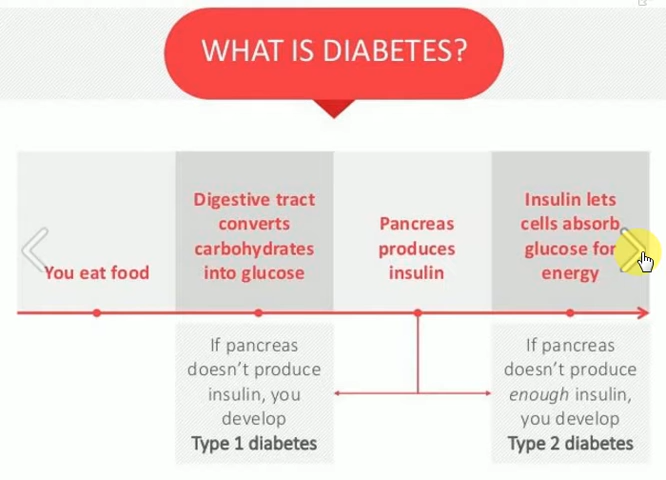 WHAT IS DIABETES?
You eat food
Digestive tract
converts
carbohydrates
into glucose
Pancreas
produces
insulin
Insulin lets
cells absorb
glucose for
energy
If pancreas
doesn't produce
insulin, you
develop
Type 1 diabetes
If pancreas
doesn't produce
enough insulin,
you develop
Type 2 diabetes